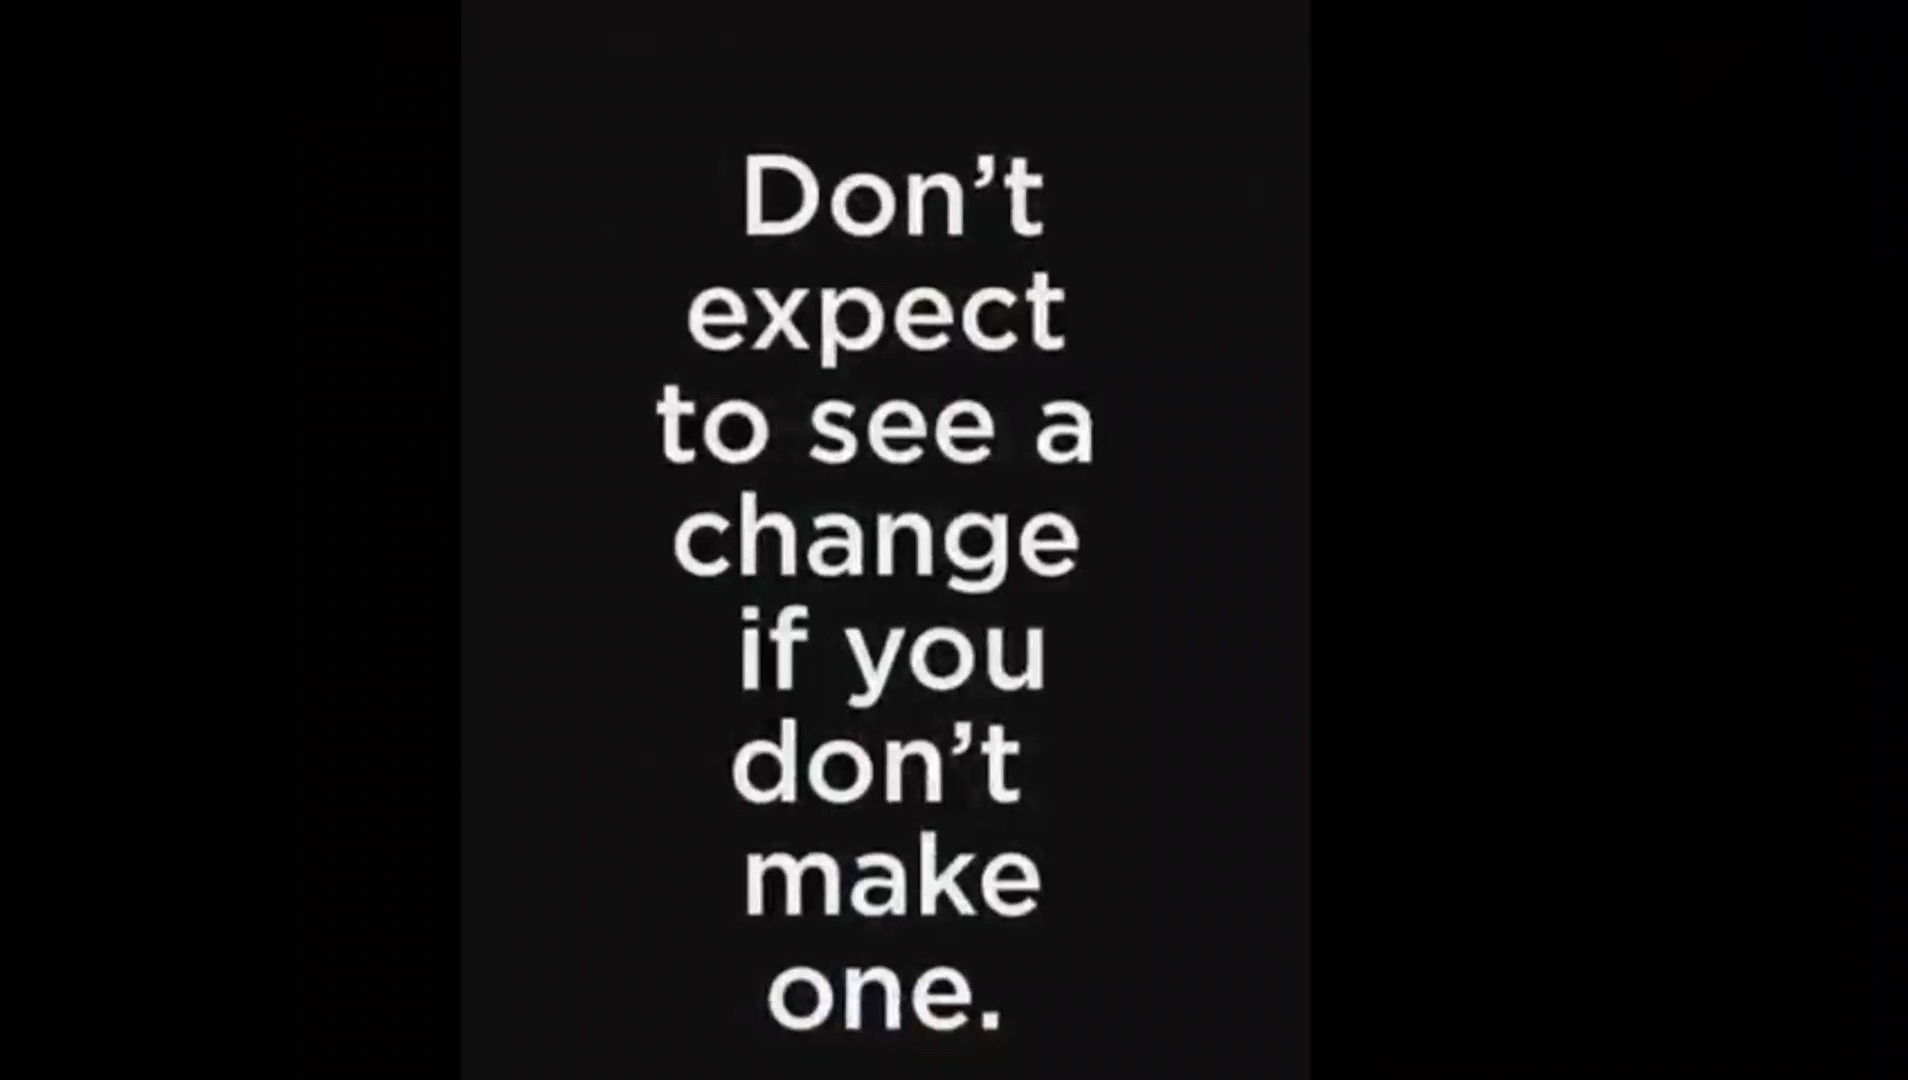 Don’t
expect
to see a
change
if you
don’t
make
one.